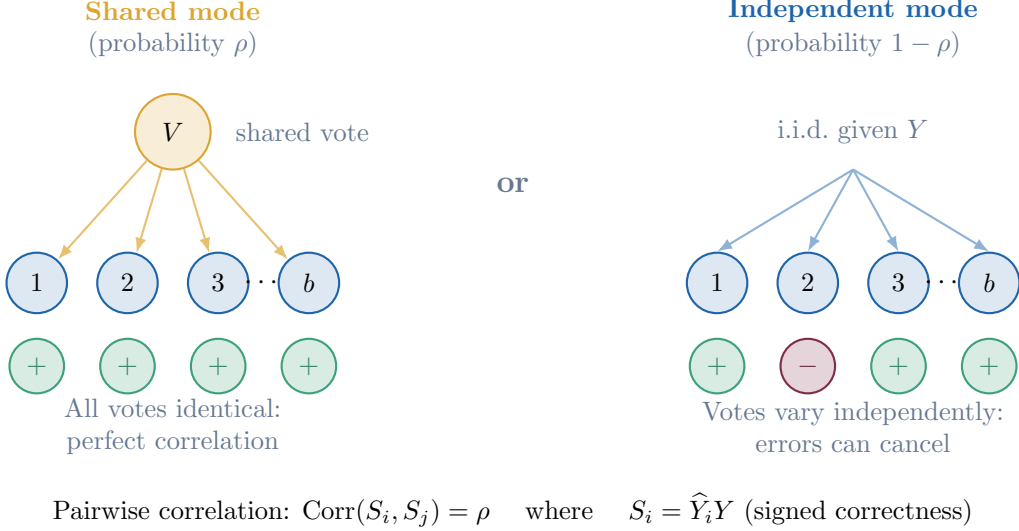 Shared mode
(probability ρ)
V
shared vote
1 2 3 ··· b
+ + + +
All votes identical:
perfect correlation
or
Independent mode
(probability 1 − ρ)
i.i.d. given Y
1 2 3 ··· b
+ − + +
Votes vary independently:
errors can cancel
Pairwise correlation: Corr(S_i, S_j) = ρ where S_i = Ŷ_i Y (signed correctness)